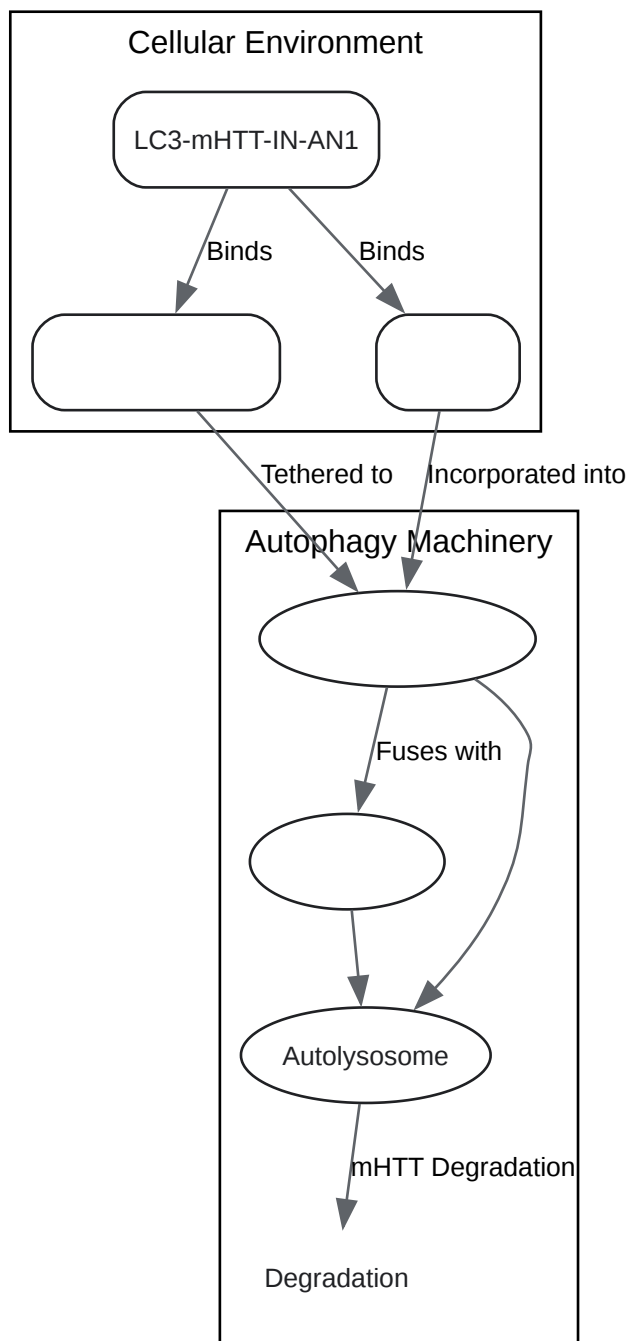 Cellular Environment
LC3-mHTT-IN-AN1
Binds
Binds
Tethered to
Incorporated into
Autophagy Machinery
Fuses with
Autolysosome
mHTT Degradation
Degradation